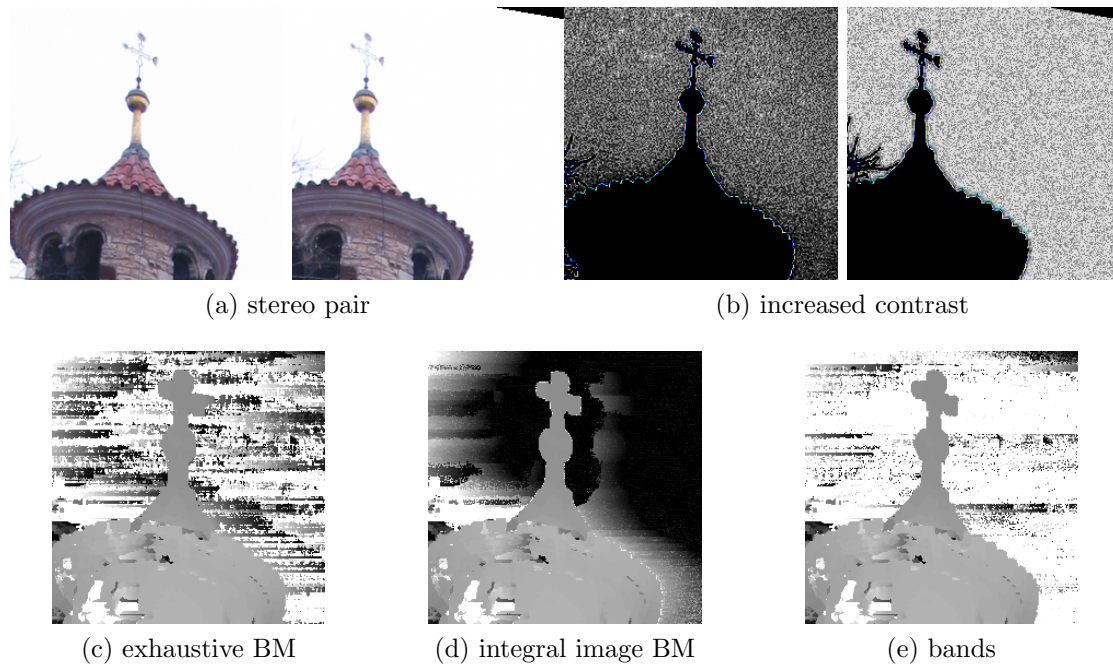 (a) stereo pair
(b) increased contrast
(c) exhaustive BM
(d) integral image BM
(e) bands